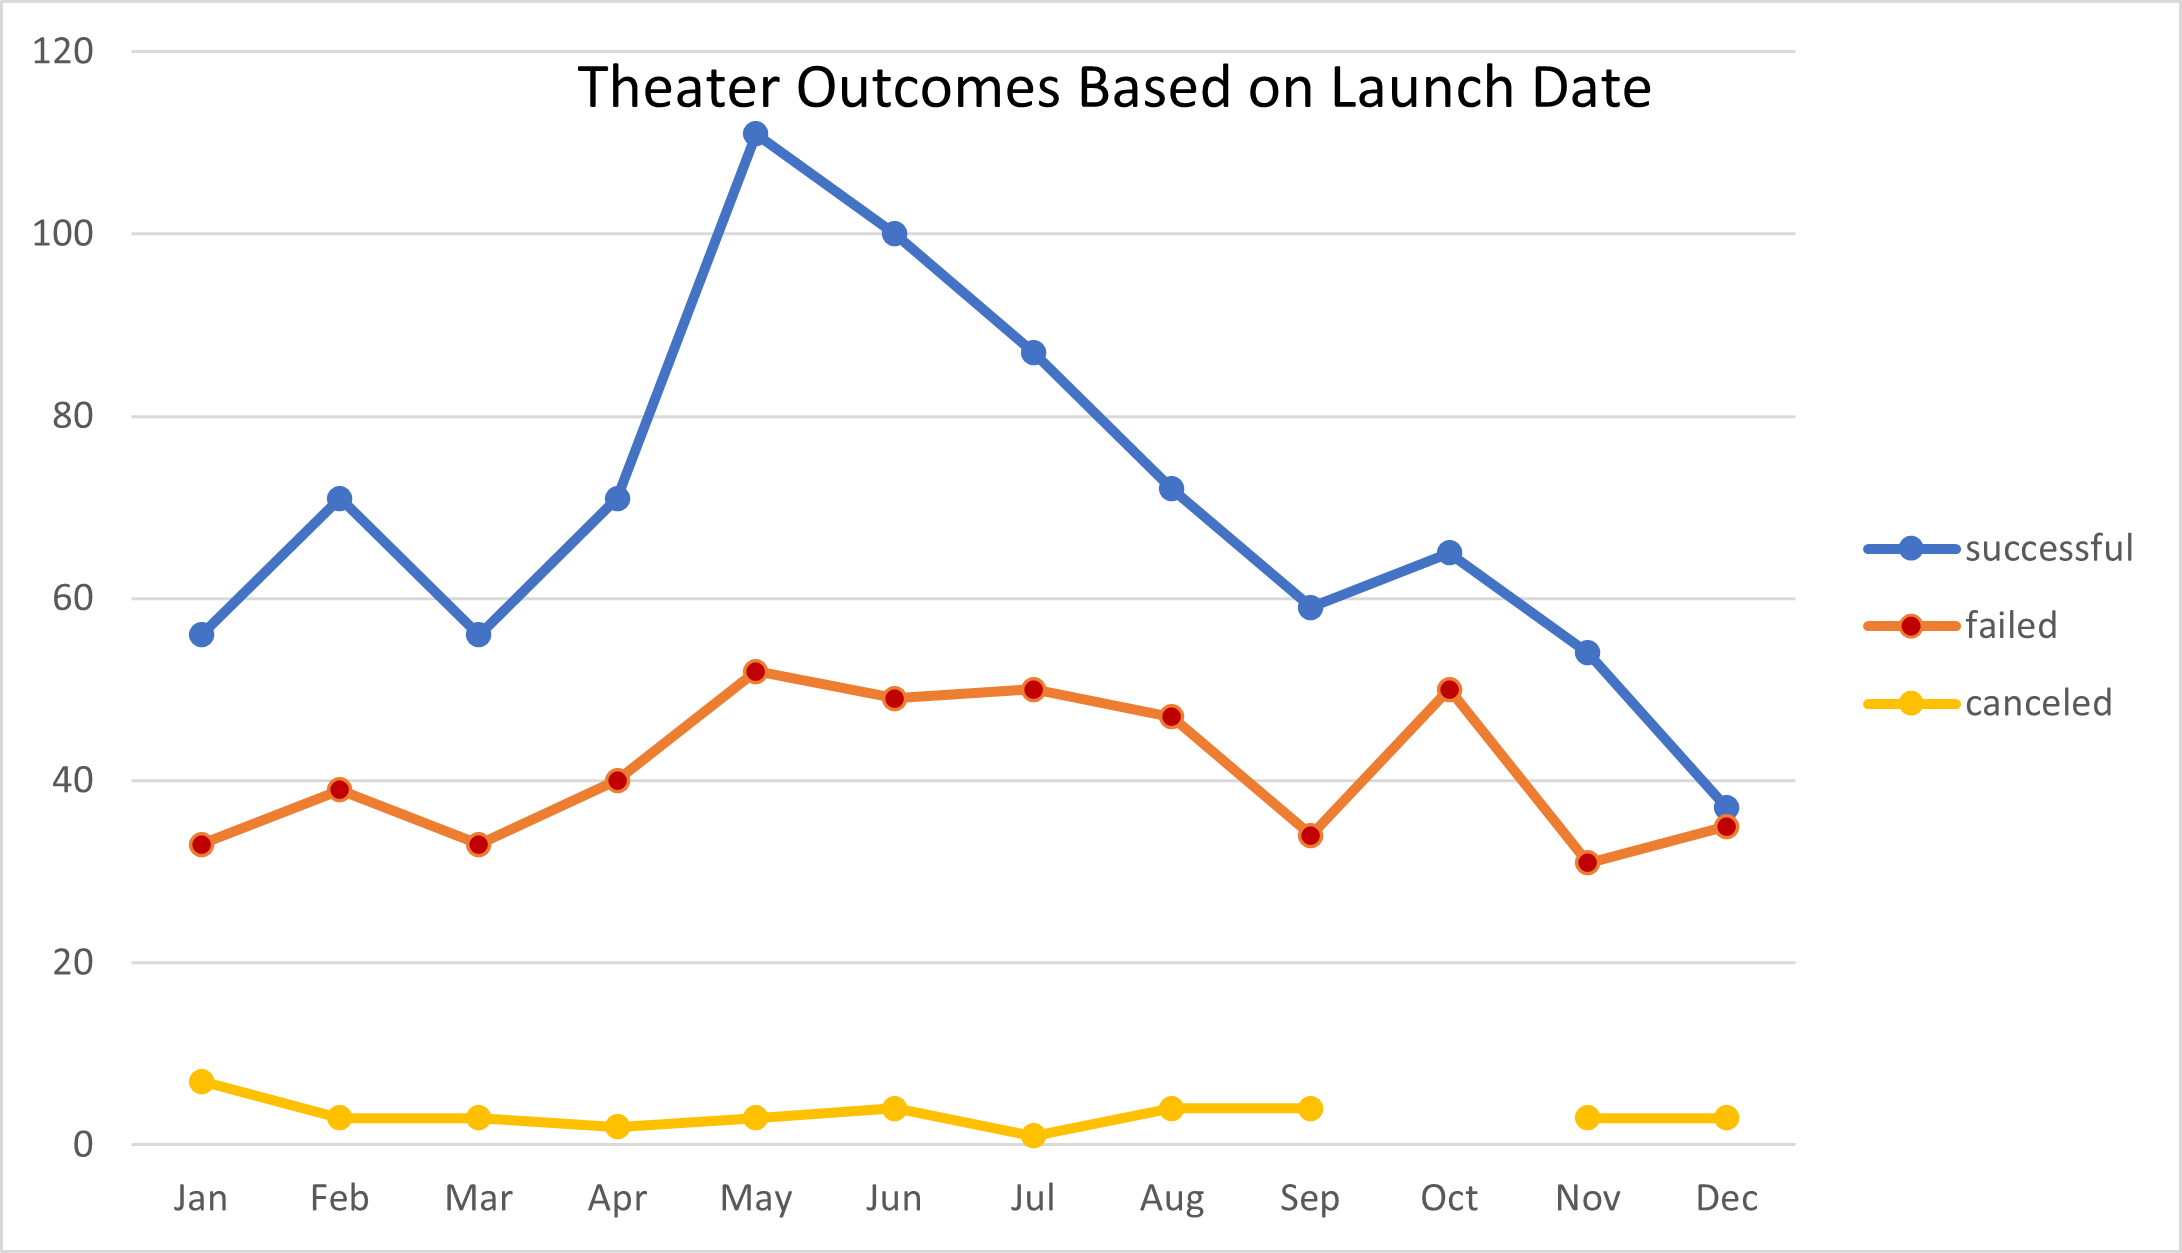 Theater Outcomes Based on Launch Date
120
100
80
60
40
20
0
Jan Feb Mar Apr May Jun Jul Aug Sep Oct Nov Dec
successful
failed
canceled